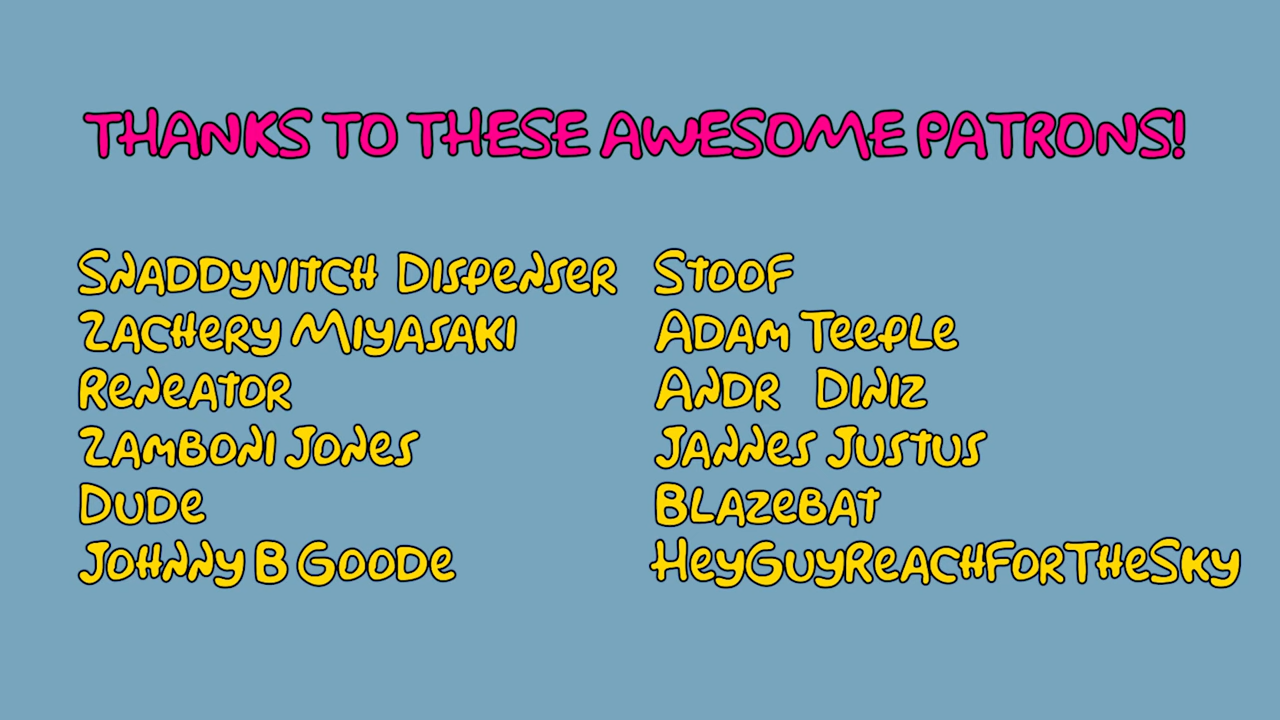 THANKS TO THESE AWESOME PATRONS!
Snaddyvitch Dispenser
Zachery Miyasaki
Reneator
Zamboni Jones
Dude
Johnny B Goode
Stoof
Adam Teeple
Andr Diniz
Jannes Justus
Blazebat
HeyGuyReachForTheSky